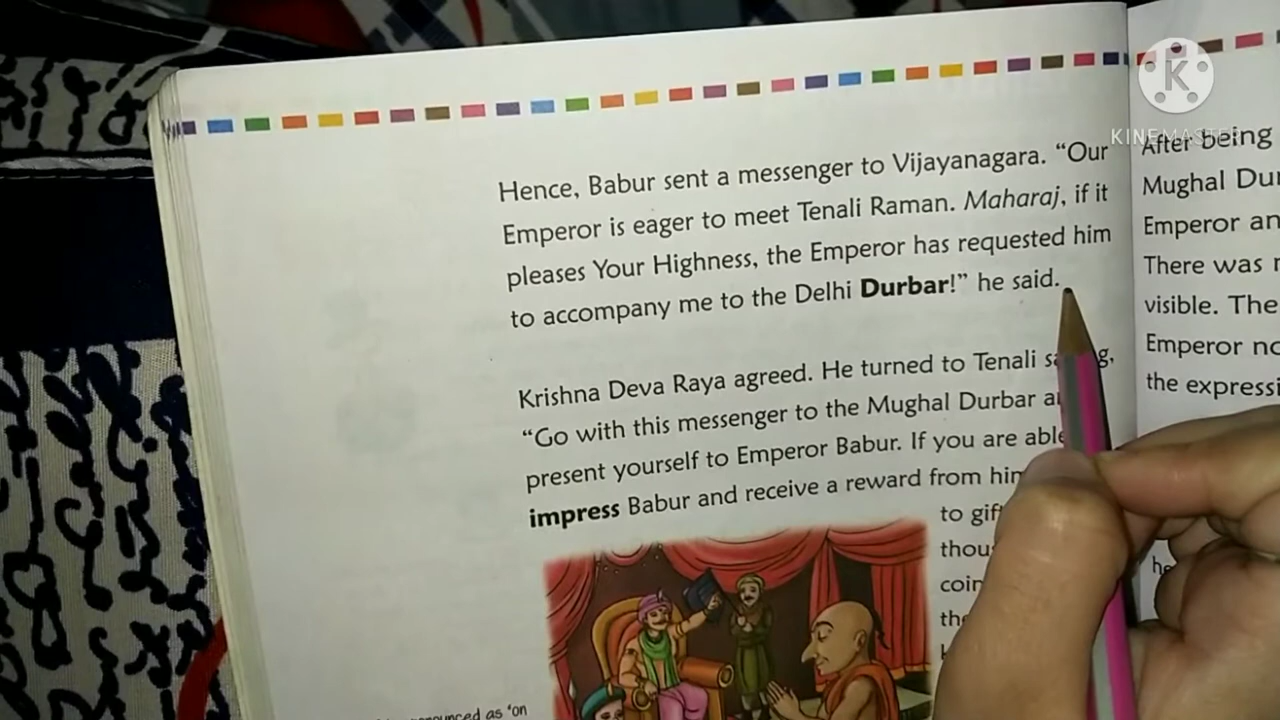 KINEMASTER
Hence, Babur sent a messenger to Vijayanagara. “Our
Emperor is eager to meet Tenali Raman. Maharaj, if it
pleases Your Highness, the Emperor has requested him
to accompany me to the Delhi Durbar!” he said.
Krishna Deva Raya agreed. He turned to Tenali
“Go with this messenger to the Mughal Durbar
present yourself to Emperor Babur. If you are able
impress Babur and receive a reward from
to
as ‘on
After being
Mughal
Emperor
There was
visible. The
Emperor
the